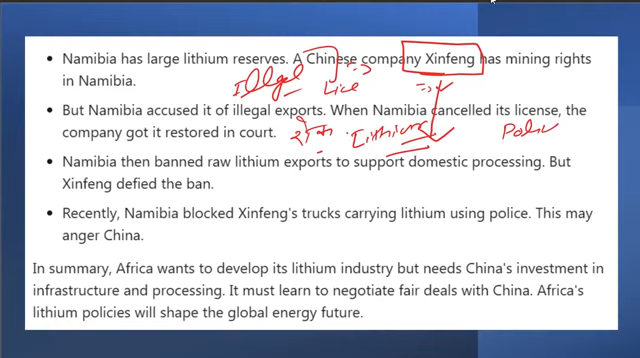 • Namibia has large lithium reserves. A Chinese company Xinfeng has mining rights
in Namibia.
Illegal
• But Namibia accused it of illegal exports. When Namibia cancelled its license, the
company got it restored in court.
Lithium
• Namibia then banned raw lithium exports to support domestic processing. But
Xinfeng defied the ban.
• Recently, Namibia blocked Xinfeng's trucks carrying lithium using police. This may
anger China.
In summary, Africa wants to develop its lithium industry but needs China's investment in
infrastructure and processing. It must learn to negotiate fair deals with China. Africa's
lithium policies will shape the global energy future.